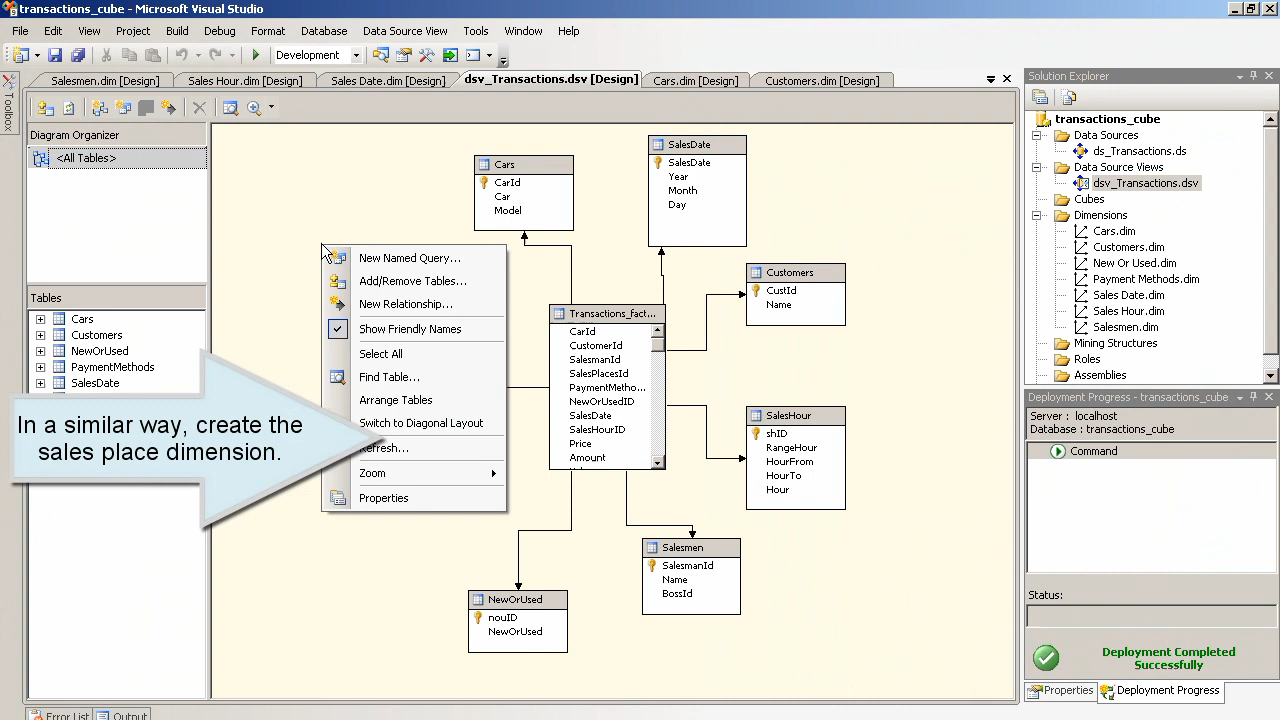 transactions_cube - Microsoft Visual Studio
File Edit View Project Build Debug Format Database Data Source View Tools Window Help
Development
Salesmen.dim [Design] Sales Hour.dim [Design] Sales Date.dim [Design] dsv_Transactions.dsv [Design] Cars.dim [Design] Customers.dim [Design]
Toolbox
Diagram Organizer
<All Tables>
Tables
Cars
Customers
NewOrUsed
PaymentMethods
SalesDate
In a similar way, create the
sales place dimension.
Cars
CarId
Car
Model
SalesDate
SalesDate
Year
Month
Day
Customers
CustId
Name
New Named Query...
Add/Remove Tables...
New Relationship...
Show Friendly Names
Select All
Find Table...
Arrange Tables
Switch to Diagonal Layout
Refresh...
Zoom
Properties
Transactions_fact...
CarId
CustomerId
SalesmanId
SalesPlacesId
PaymentMetho...
NewOrUsedID
SalesDate
SalesHourID
Price
Amount
SalesHour
shID
RangeHour
HourFrom
HourTo
Hour
Salesmen
SalesmanId
Name
BossId
NewOrUsed
nouID
NewOrUsed
Solution Explorer
transactions_cube
Data Sources
ds_Transactions.ds
Data Source Views
dsv_Transactions.dsv
Cubes
Dimensions
Cars.dim
Customers.dim
New Or Used.dim
Payment Methods.dim
Sales Date.dim
Sales Hour.dim
Salesmen.dim
Mining Structures
Roles
Assemblies
Deployment Progress - transactions_cube
Server : localhost
Database : transactions_cube
Command
Status:
Deployment Completed
Successfully
Properties Deployment Progress
Error List Output